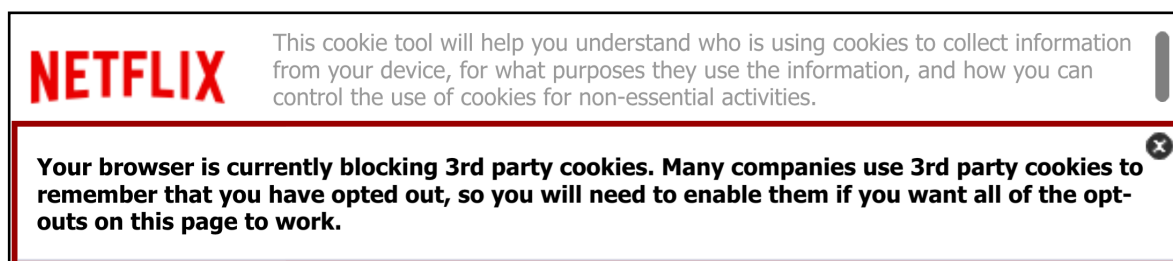 NETFLIX
This cookie tool will help you understand who is using cookies to collect information
from your device, for what purposes they use the information, and how you can
control the use of cookies for non-essential activities.
Your browser is currently blocking 3rd party cookies. Many companies use 3rd party cookies to
remember that you have opted out, so you will need to enable them if you want all of the opt-
outs on this page to work.